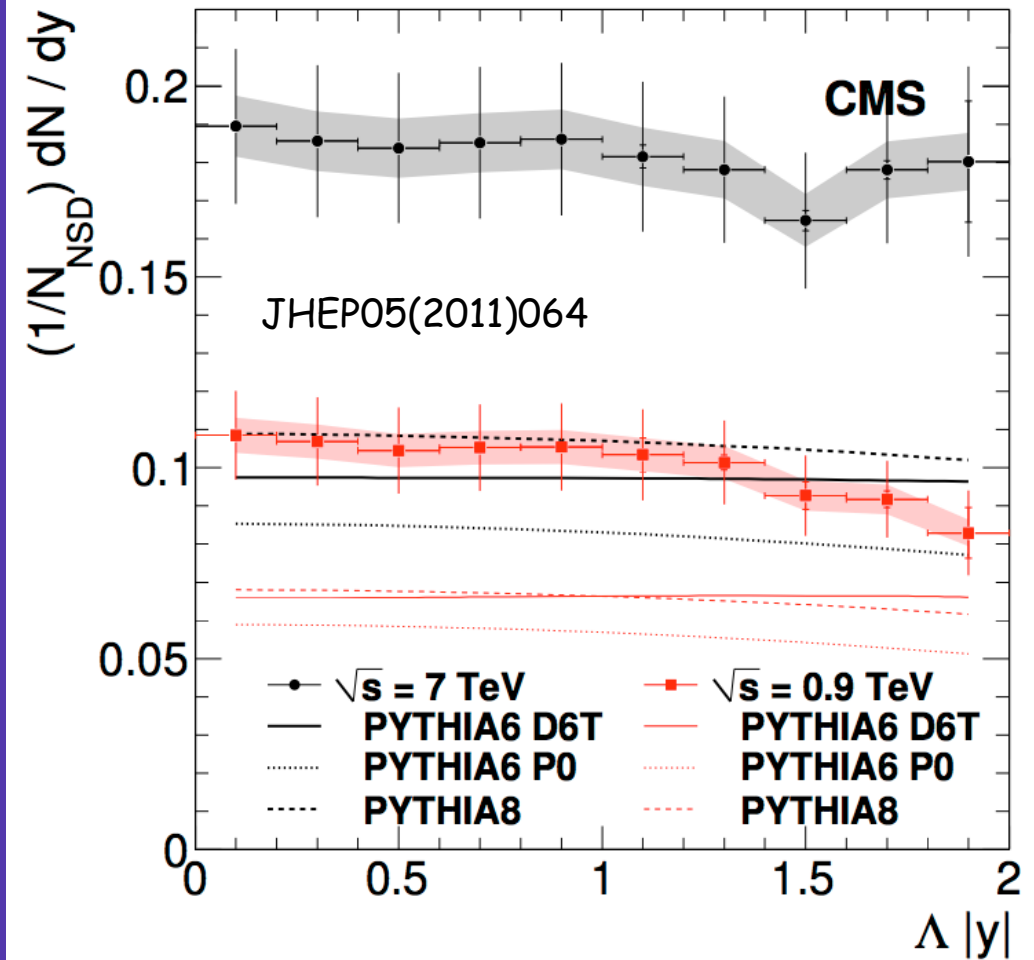 (1/N_NSD) dN / dy
0.2
CMS
0.15
JHEP05(2011)064
0.1
0.05
√s = 7 TeV
PYTHIA6 D6T
PYTHIA6 P0
PYTHIA8
√s = 0.9 TeV
PYTHIA6 D6T
PYTHIA6 P0
PYTHIA8
0
0 0.5 1 1.5 2
Λ |y|